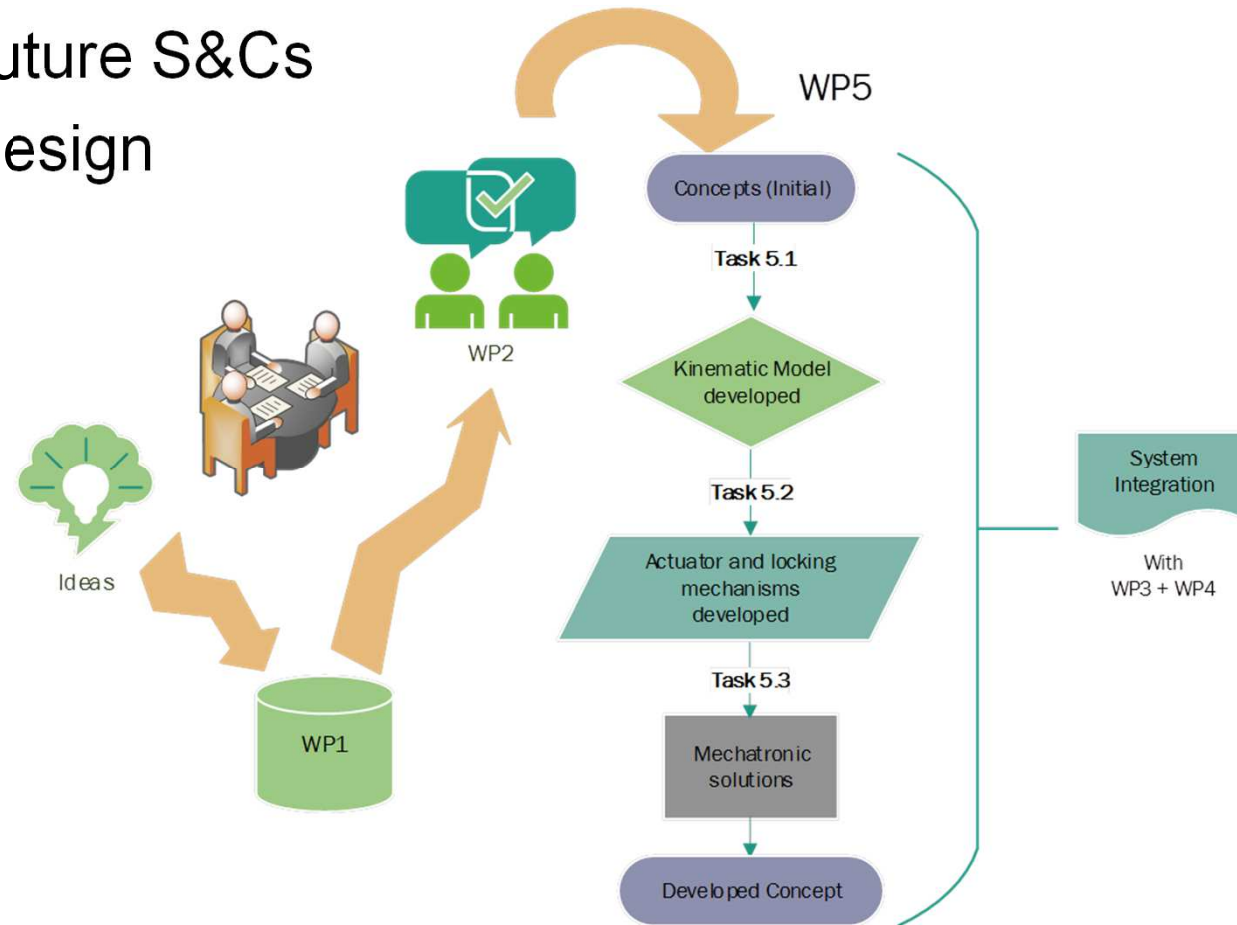 uture S&Cs
esign
WP5
Concepts (Initial)
Task 5.1
WP2
Kinematic Model
developed
Task 5.2
System
Integration
Ideas
Actuator and locking
mechanisms
developed
With
WP3 + WP4
Task 5.3
WP1
Mechatronic
solutions
Developed Concept